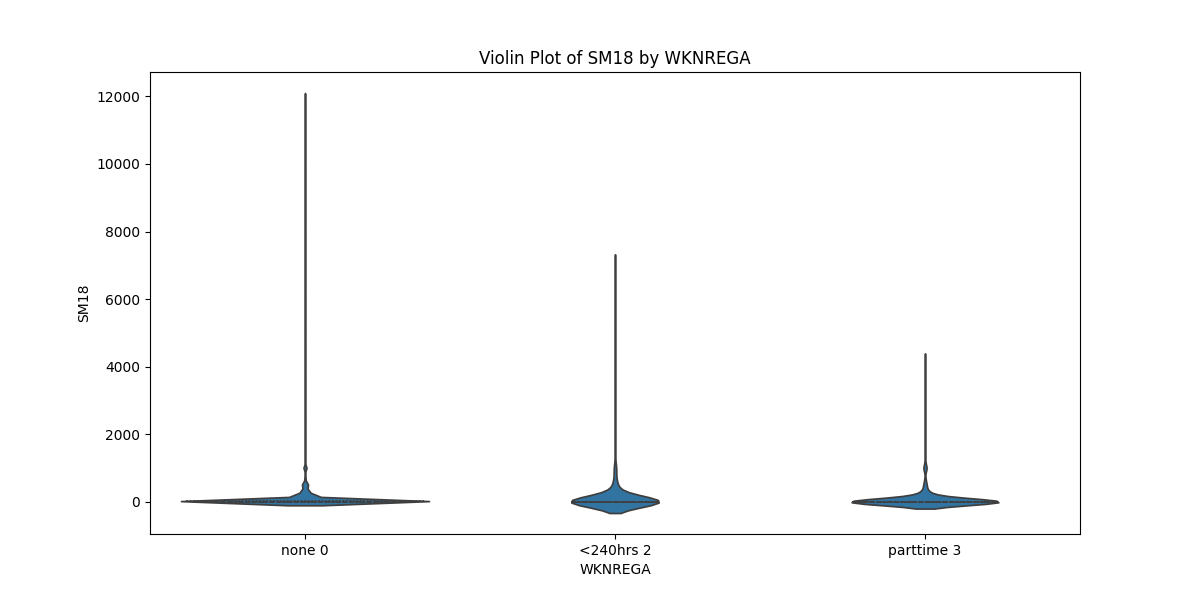 Violin Plot of SM18 by WKNREGA
SM18
12000
10000
8000
6000
4000
2000
0
none 0
<240hrs 2
parttime 3
WKNREGA